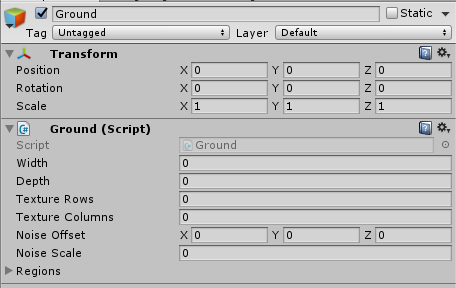 Ground Static
Tag Untagged Layer Default
Transform
Position X 0 Y 0 Z 0
Rotation X 0 Y 0 Z 0
Scale X 1 Y 1 Z 1
Ground (Script)
Script Ground
Width 0
Depth 0
Texture Rows 0
Texture Columns 0
Noise Offset X 0 Y 0 Z 0
Noise Scale 0
Regions